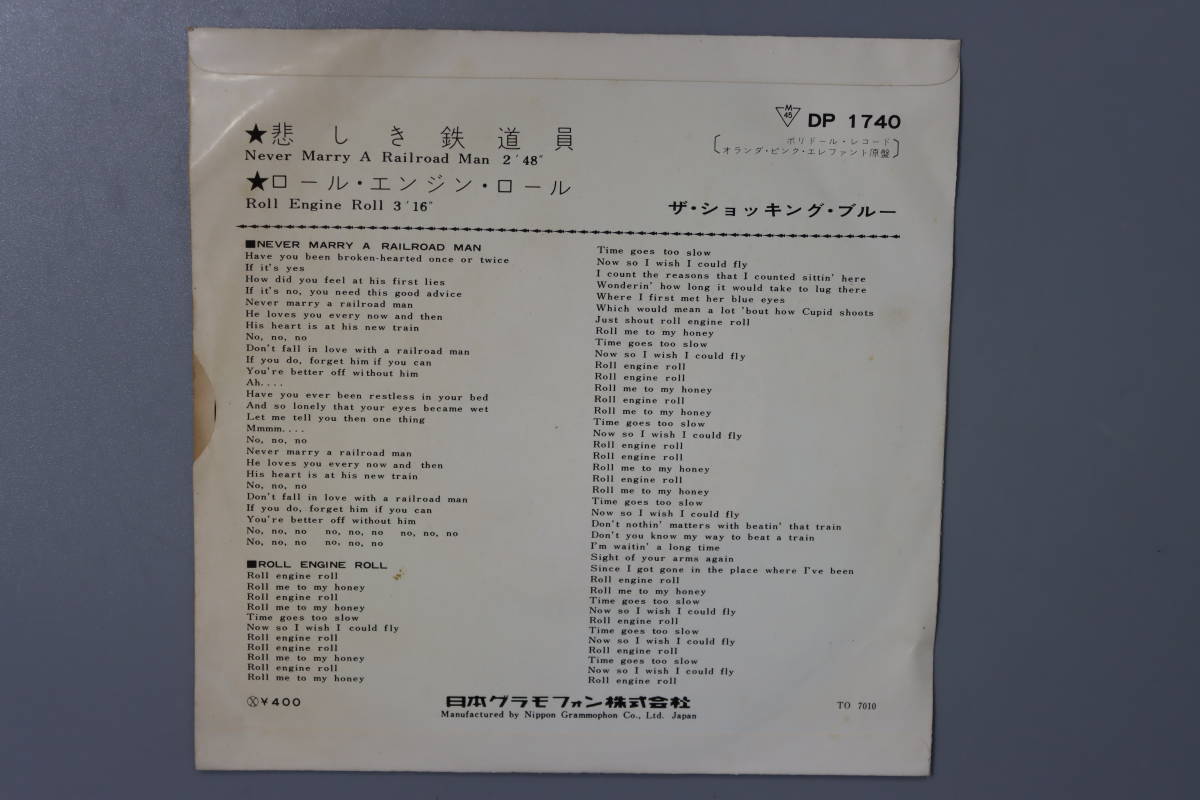 ★悲しき鉄道員
Never Marry A Railroad Man 2′48″
★ロール・エンジン・ロール
Roll Engine Roll 3′16″
M
45
DP 1740
ポリドール・レコード
オランダ・ピンク・エレファント原盤
ザ・ショッキング・ブルー
■NEVER MARRY A RAILROAD MAN
Have you been broken-hearted once or twice
If it's yes
How did you feel at his first lies
If it's no, you need this good advice
Never marry a railroad man
He loves you every now and then
His heart is at his new train
No, no, no
Don't fall in love with a railroad man
If you do, forget him if you can
You're better off without him
Ah....
Have you ever been restless in your bed
And so lonely that your eyes became wet
Let me tell you then one thing
Mmmm....
No, no, no
Never marry a railroad man
He loves you every now and then
His heart is at his new train
No, no, no
Don't fall in love with a railroad man
If you do, forget him if you can
You're better off without him
No, no, no no, no, no no, no, no
No, no, no no, no, no
■ROLL ENGINE ROLL
Roll engine roll
Roll me to my honey
Roll engine roll
Roll me to my honey
Time goes too slow
Now so I wish I could fly
Roll engine roll
Roll engine roll
Roll me to my honey
Roll engine roll
Roll me to my honey
Time goes too slow
Now so I wish I could fly
I count the reasons that I counted sittin' here
Wonderin' how long it would take to lug there
Where I first met her blue eyes
Which would mean a lot 'bout how Cupid shoots
Just shout roll engine roll
Roll me to my honey
Time goes too slow
Now so I wish I could fly
Roll engine roll
Roll engine roll
Roll me to my honey
Roll engine roll
Roll me to my honey
Time goes too slow
Now so I wish I could fly
Roll engine roll
Roll engine roll
Roll me to my honey
Roll engine roll
Roll me to my honey
Time goes too slow
Now so I wish I could fly
Don't nothin' matters with beatin' that train
Don't you know my way to beat a train
I'm waitin' a long time
Sight of your arms again
Since I got gone in the place where I've been
Roll engine roll
Roll me to my honey
Time goes too slow
Now so I wish I could fly
Roll engine roll
Time goes too slow
Now so I wish I could fly
Roll engine roll
Time goes too slow
Now so I wish I could fly
Roll engine roll
Ⓧ¥400
日本グラモフォン株式会社
Manufactured by Nippon Grammophon Co., Ltd. Japan
TO 7010